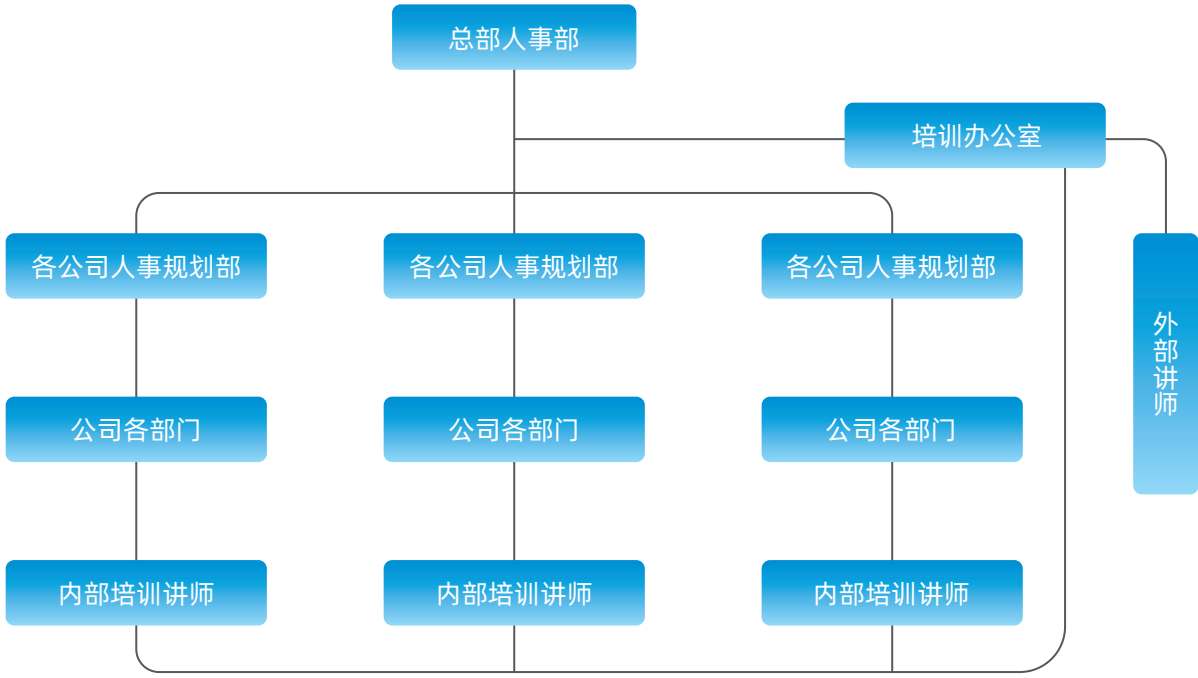 总部人事部
培训办公室
各公司人事规划部
各公司人事规划部
各公司人事规划部
外部讲师
公司各部门
公司各部门
公司各部门
内部培训讲师
内部培训讲师
内部培训讲师